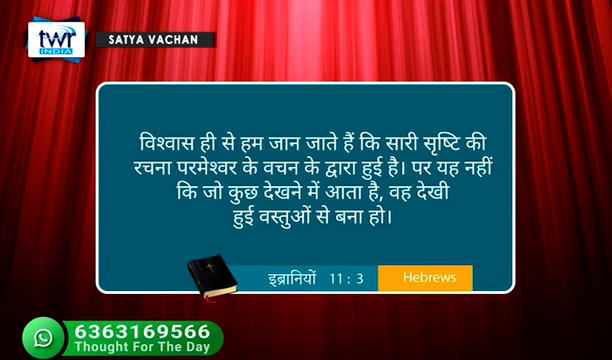 twr
INDIA
SATYA VACHAN
विश्वास ही से हम जान जाते हैं कि सारी सृष्टि की
रचना परमेश्वर के वचन के द्वारा हुई है। पर यह नहीं
कि जो कुछ देखने में आता है, वह देखी
हुई वस्तुओं से बना हो।
इब्रानियों 11 : 3 Hebrews
6363169566
Thought For The Day